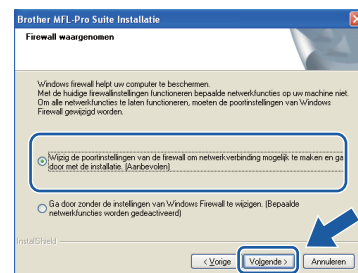 Brother MFL-Pro Suite Installatie
Firewall waargenomen
Windows firewall helpt uw computer te beschermen.
Met de huidige firewallinstellingen functioneren bepaalde netwerkfuncties op uw machine niet.
Om alle netwerkfuncties te laten functioneren, moeten de poortinstellingen van Windows
Firewall gewijzigd worden.
Wijzig de poortinstellingen van de firewall om netwerkverbinding mogelijk te maken en ga
door met de installatie. (Aanbevolen)
Ga door zonder de instellingen van Windows Firewall te wijzigen. (Bepaalde
netwerkfuncties worden gedeactiveerd)
InstallShield
< Vorige
Volgende >
Annuleren